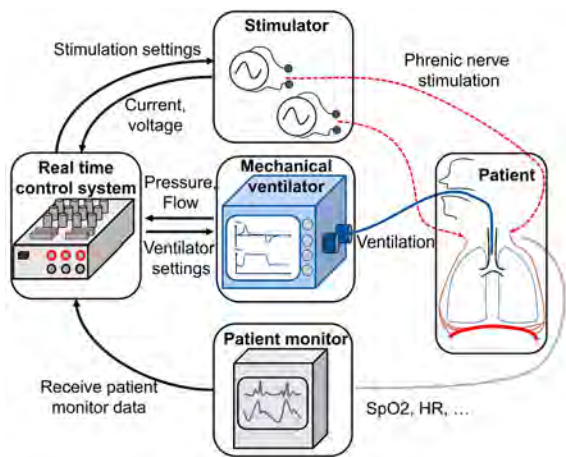 Stimulator
Stimulation settings
Phrenic nerve
stimulation
Current,
voltage
Real time
control system
Mechanical
ventilator
Patient
Pressure,
Flow
Ventilator
settings
Ventilation
Patient monitor
Receive patient
monitor data
SpO2, HR, ...